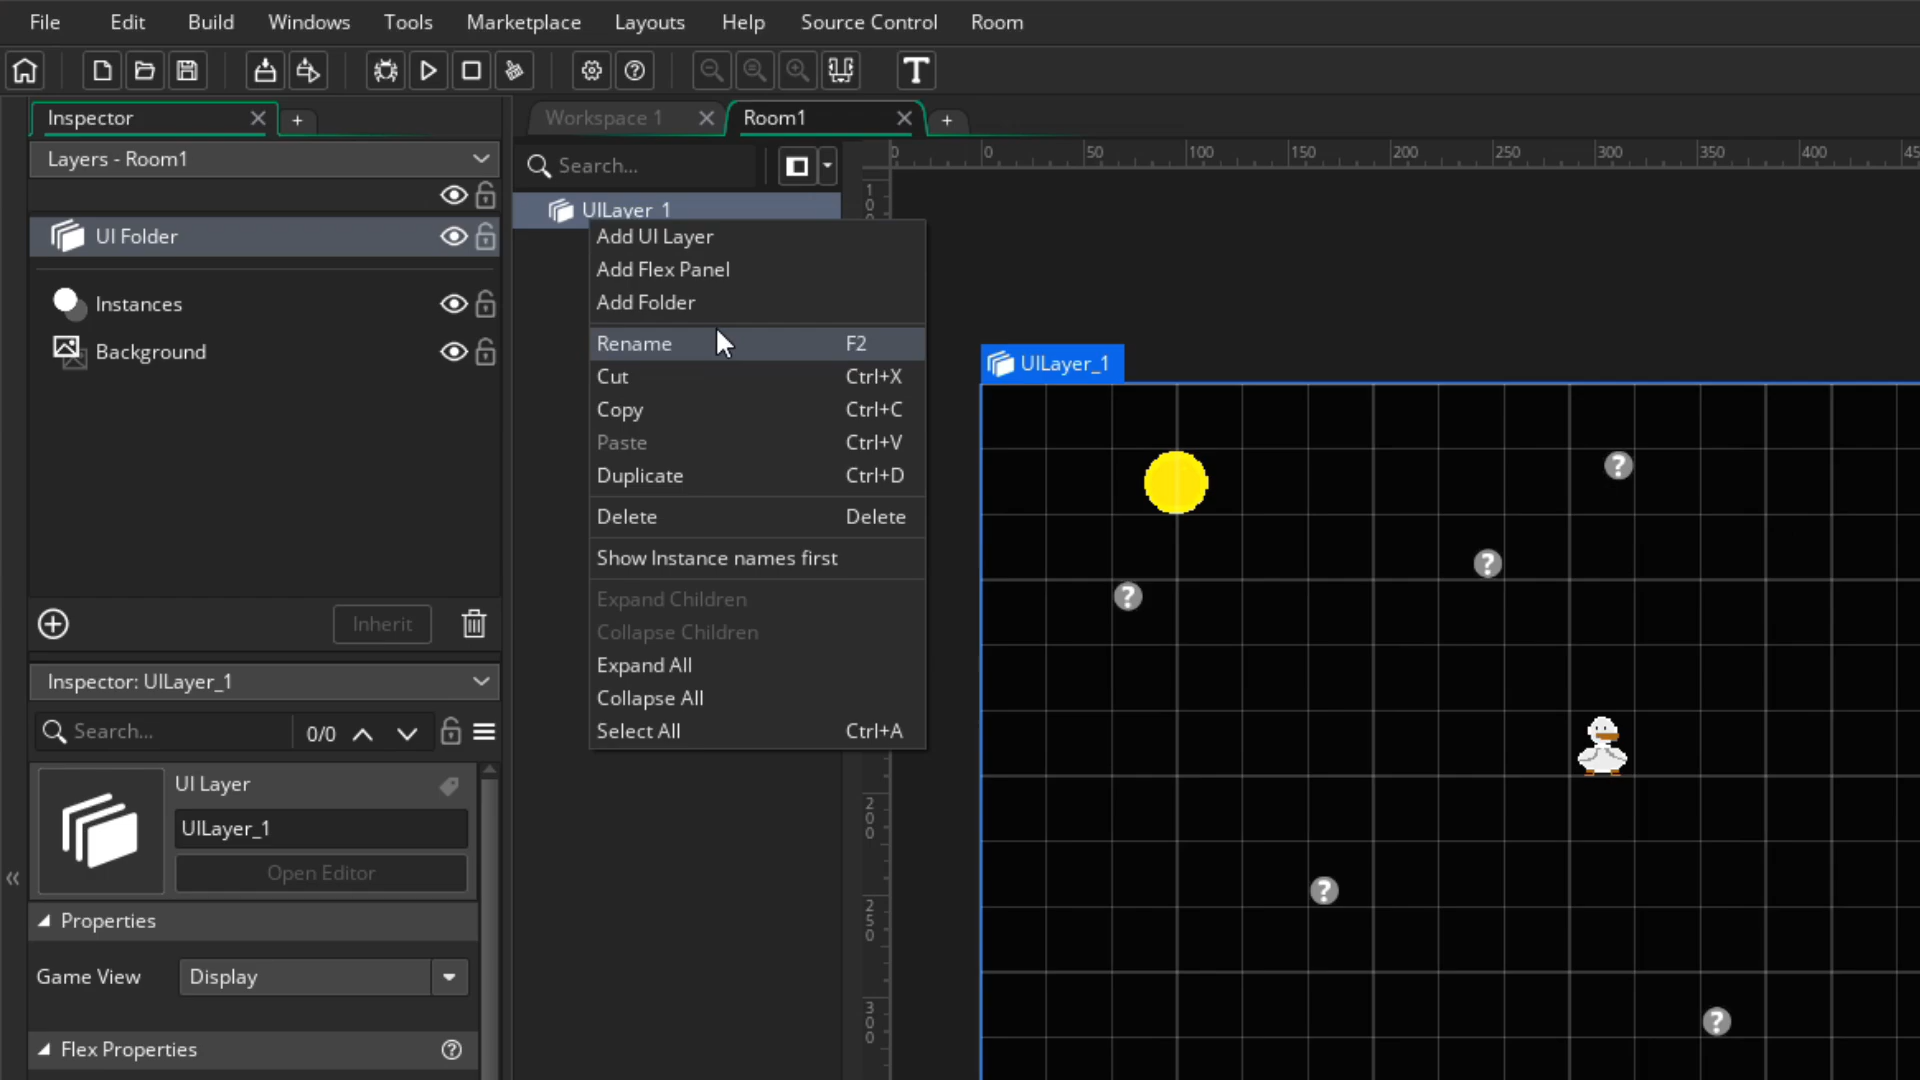 File Edit Build Windows Tools Marketplace Layouts Help Source Control Room
T
Inspector
Workspace 1
Room1
Layers - Room1
Search...
0 50 100 150 200 250 300 350 400
UI Folder
UILayer_1
Add UI Layer
Add Flex Panel
Add Folder
Instances
Rename F2
Background
UILayer_1
Cut Ctrl+X
Copy Ctrl+C
Paste Ctrl+V
Duplicate Ctrl+D
Delete Delete
Show Instance names first
Expand Children
Collapse Children
Expand All
Collapse All
Select All Ctrl+A
Inherit
Inspector: UILayer_1
Search... 0/0
UI Layer
UILayer_1
Open Editor
Properties
Game View Display
Flex Properties
200
250
300